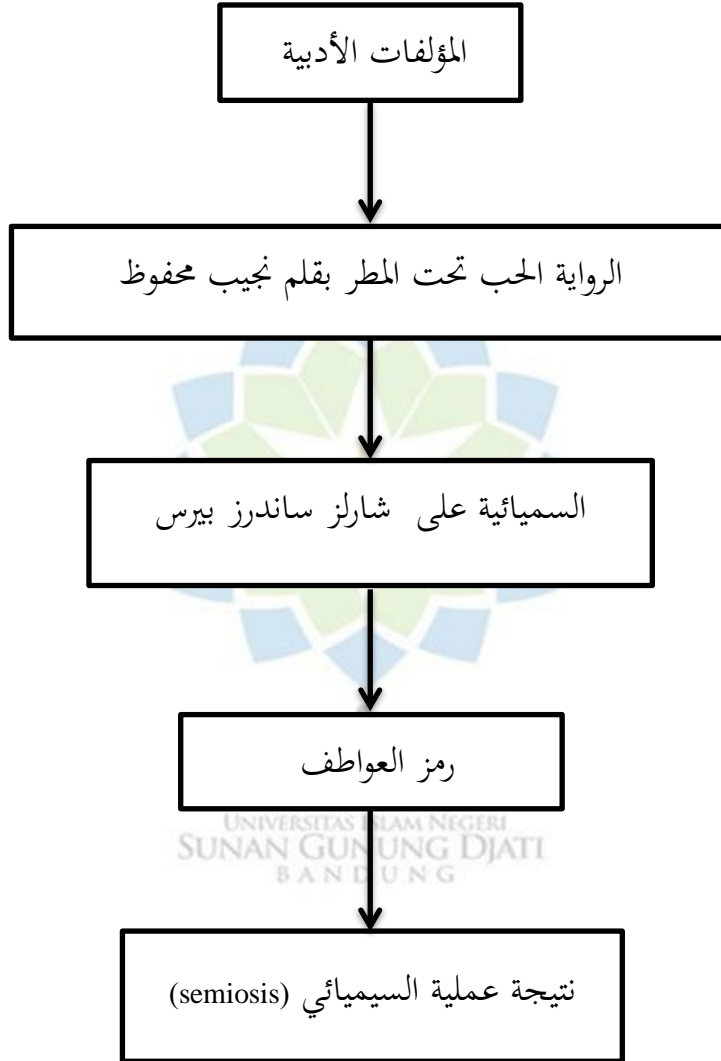 المؤلفات الأدبية
الرواية الحب تحت المطر بقلم نجيب محفوظ
السميائية على شارلز ساندرز بيرس
رمز العواطف
UNIVERSITAS ISLAM NEGERI
SUNAN GUNUNG DJATI
BANDUNG
نتيجة عملية السيميائي (semiosis)